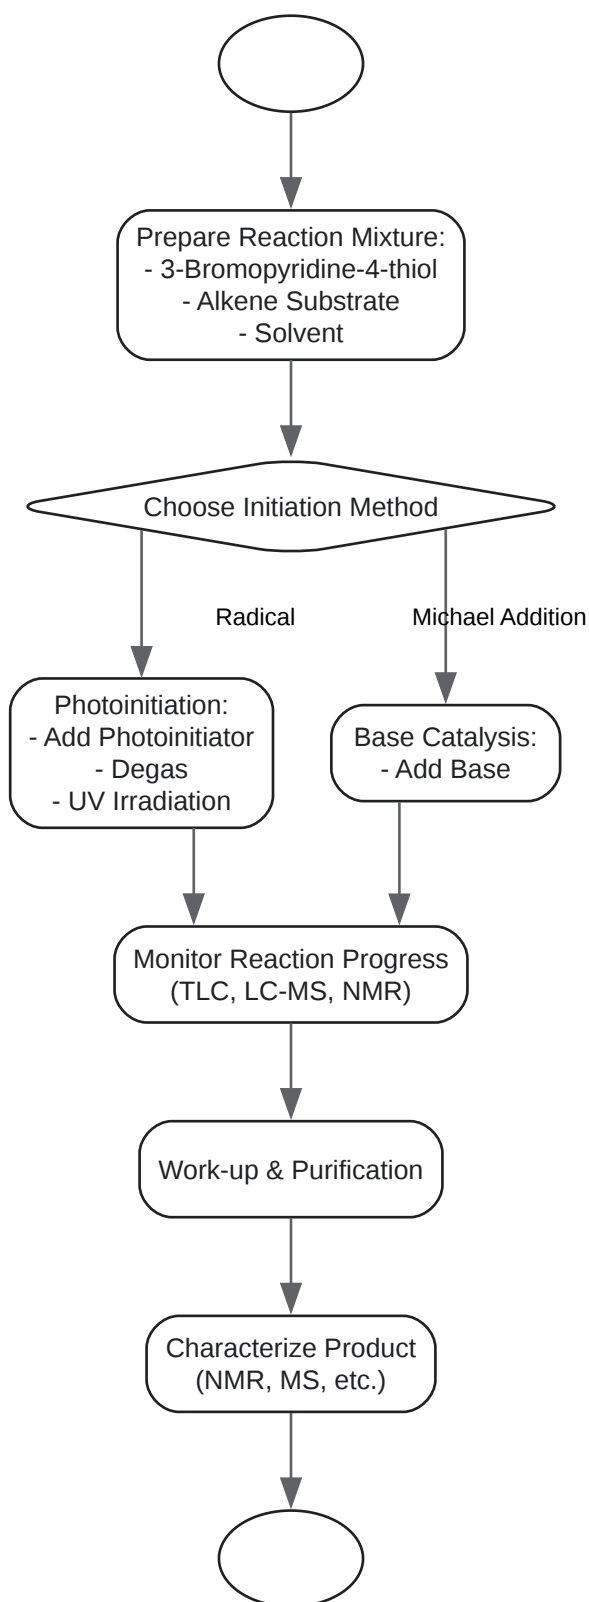 Prepare Reaction Mixture:
- 3-Bromopyridine-4-thiol
- Alkene Substrate
- Solvent
Choose Initiation Method
Radical
Michael Addition
Photoinitiation:
- Add Photoinitiator
- Degas
- UV Irradiation
Base Catalysis:
- Add Base
Monitor Reaction Progress
(TLC, LC-MS, NMR)
Work-up & Purification
Characterize Product
(NMR, MS, etc.)